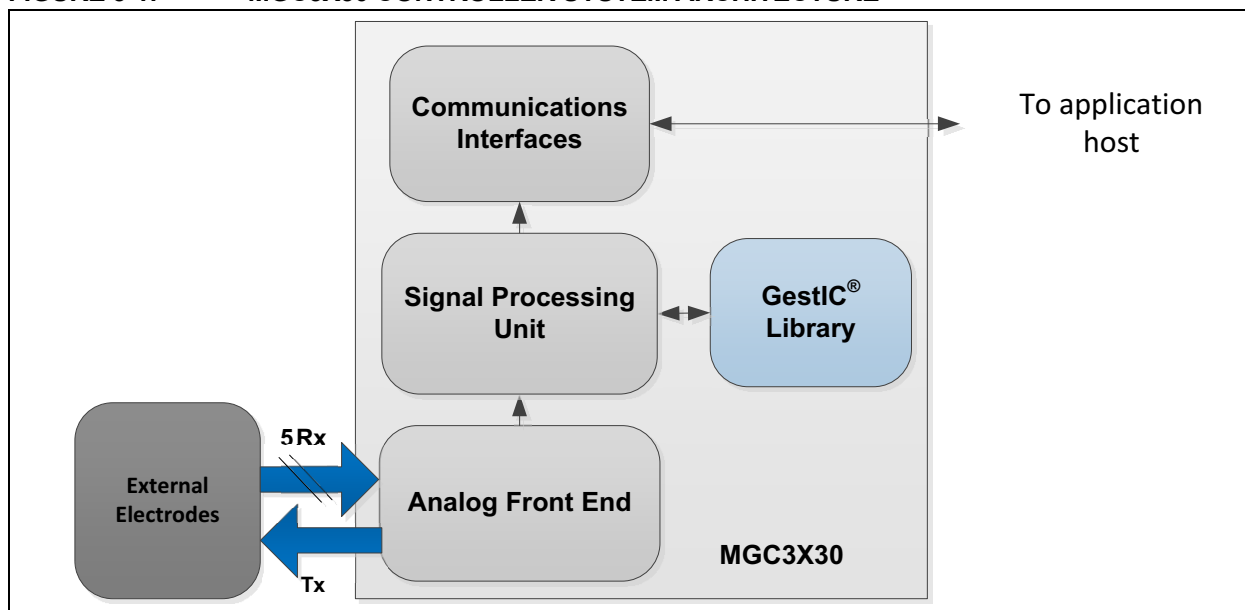 Communications
Interfaces
To application
host
Signal Processing
Unit
GestIC®
Library
5Rx
External
Electrodes
Analog Front End
Tx
MGC3X30